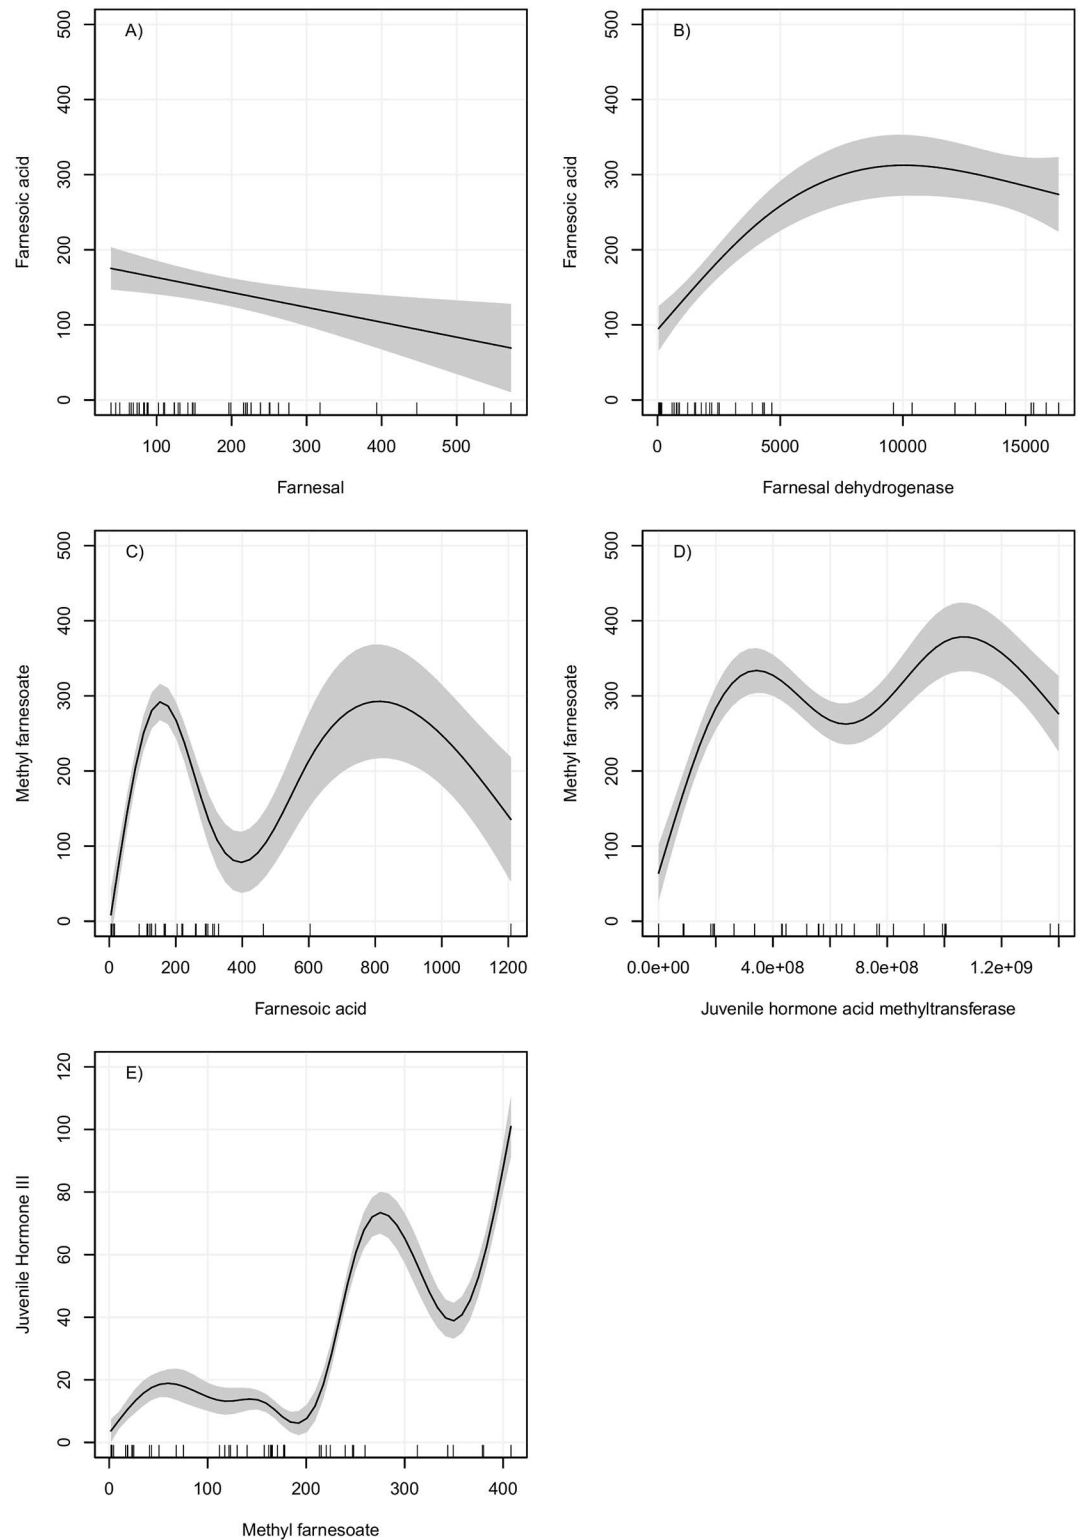 A)
500
400
300
200
100
0
Farnesoic acid
100 200 300 400 500
Farnesal
B)
500
400
300
200
100
0
Farnesoic acid
0 5000 10000 15000
Farnesal dehydrogenase
C)
500
400
300
200
100
0
Methyl farnesoate
0 200 400 600 800 1000 1200
Farnesoic acid
D)
500
400
300
200
100
0
Methyl farnesoate
0.0e+00 4.0e+08 8.0e+08 1.2e+09
Juvenile hormone acid methyltransferase
E)
120
100
80
60
40
20
0
Juvenile Hormone III
0 100 200 300 400
Methyl farnesoate